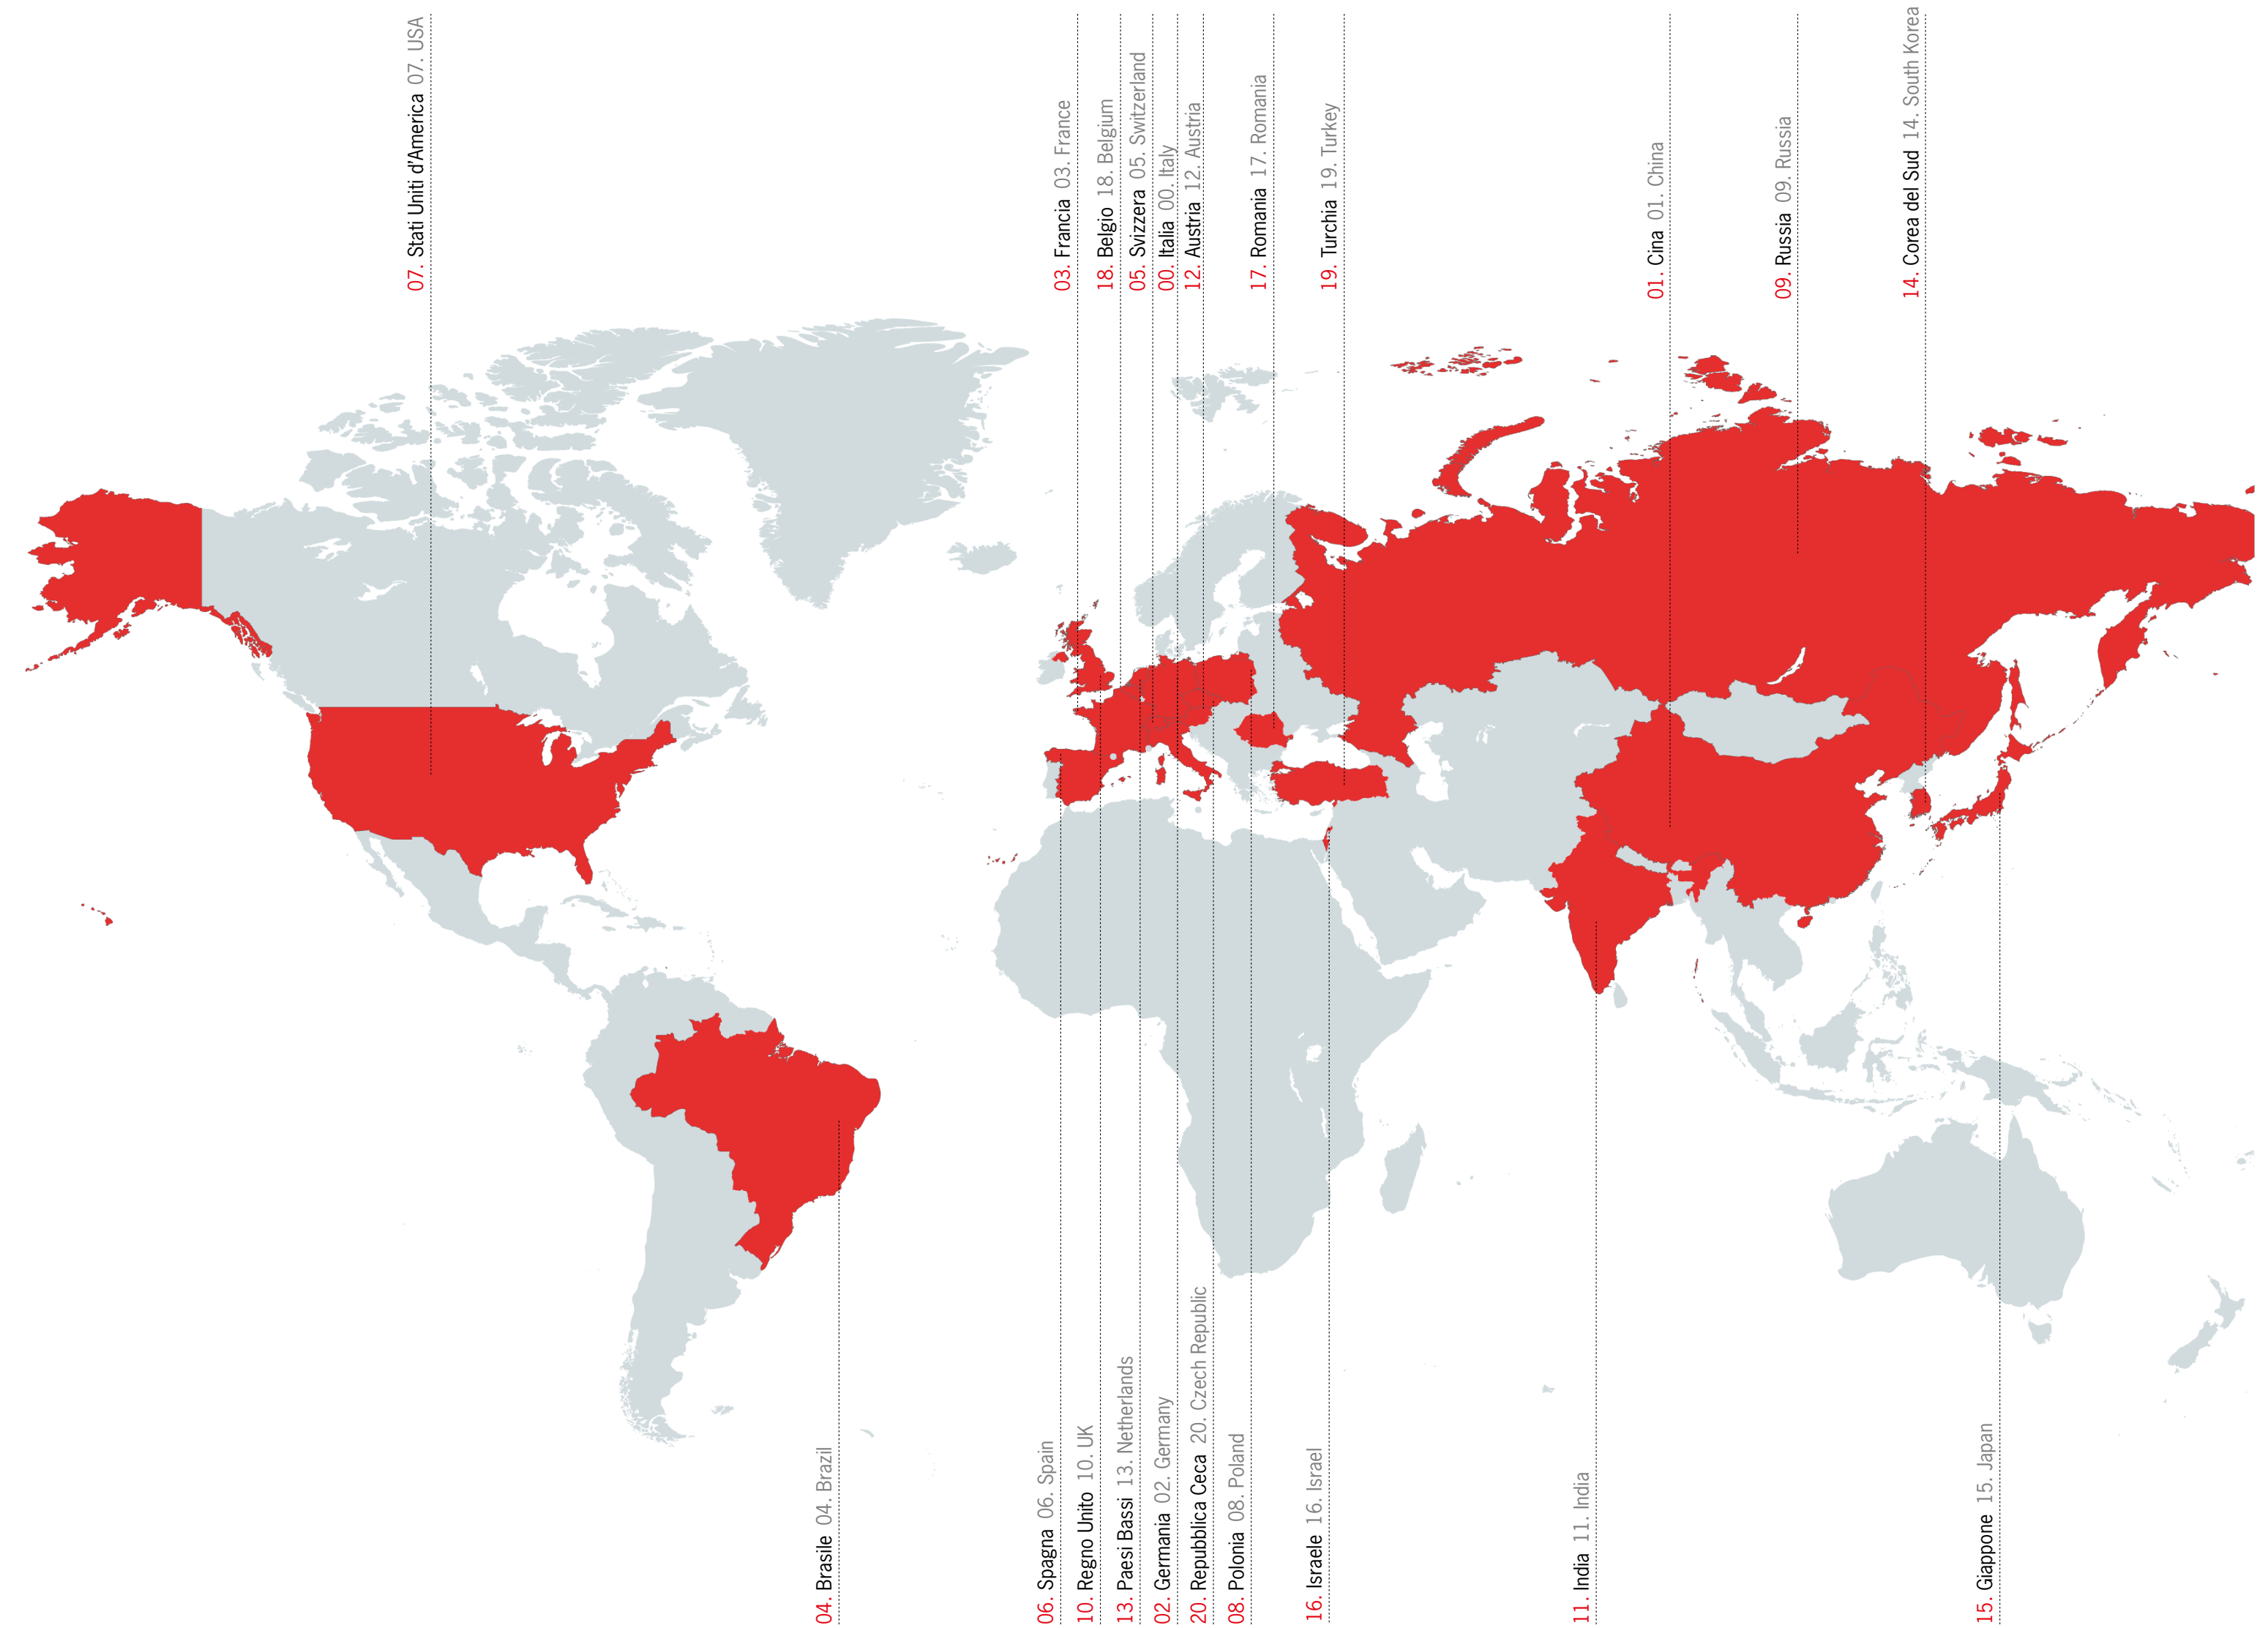 07. Stati Uniti d'America 07. USA
03. Francia 03. France
18. Belgio 18. Belgium
05. Svizzera 05. Switzerland
00. Italia 00. Italy
12. Austria 12. Austria
17. Romania 17. Romania
19. Turchia 19. Turkey
01. Cina 01. China
09. Russia 09. Russia
14. Corea del Sud 14. South Korea
04. Brasile 04. Brazil
06. Spagna 06. Spain
10. Regno Unito 10. UK
13. Paesi Bassi 13. Netherlands
02. Germania 02. Germany
20. Repubblica Ceca 20. Czech Republic
08. Polonia 08. Poland
16. Israele 16. Israel
11. India 11. India
15. Giappone 15. Japan